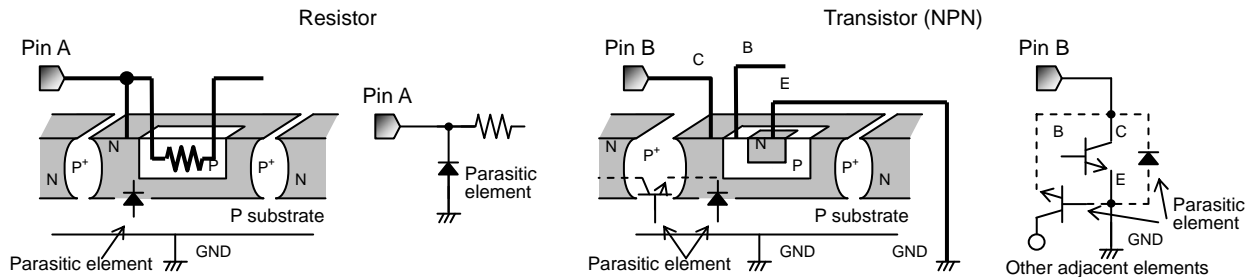 Resistor
Pin A
N
P
N
P⁺
P⁺
N
P substrate
Parasitic element
GND
Pin A
Parasitic
element
Transistor (NPN)
Pin B
C
B
E
N
P⁺
N
P
P⁺
N
P substrate
Parasitic element
GND
GND
Pin B
B
C
E
Parasitic
element
GND
Other adjacent elements